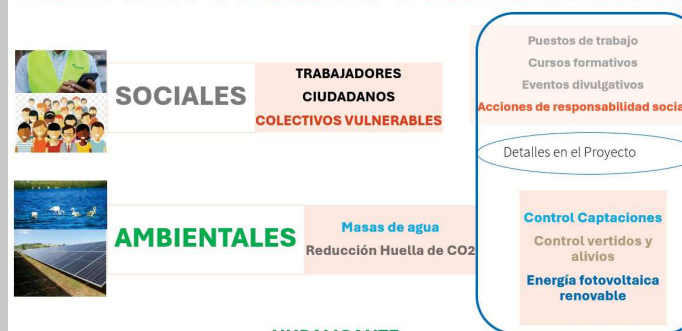 SOCIALES
TRABAJADORES
CIUDADANOS
COLECTIVOS VULNERABLES
Puestos de trabajo
Cursos formativos
Eventos divulgativos
Acciones de responsabilidad socia
Detalles en el Proyecto
AMBIENTALES
Masas de agua
Reducción Huella de CO2
Control Captaciones
Control vertidos y
alivios
Energía fotovoltaica
renovable